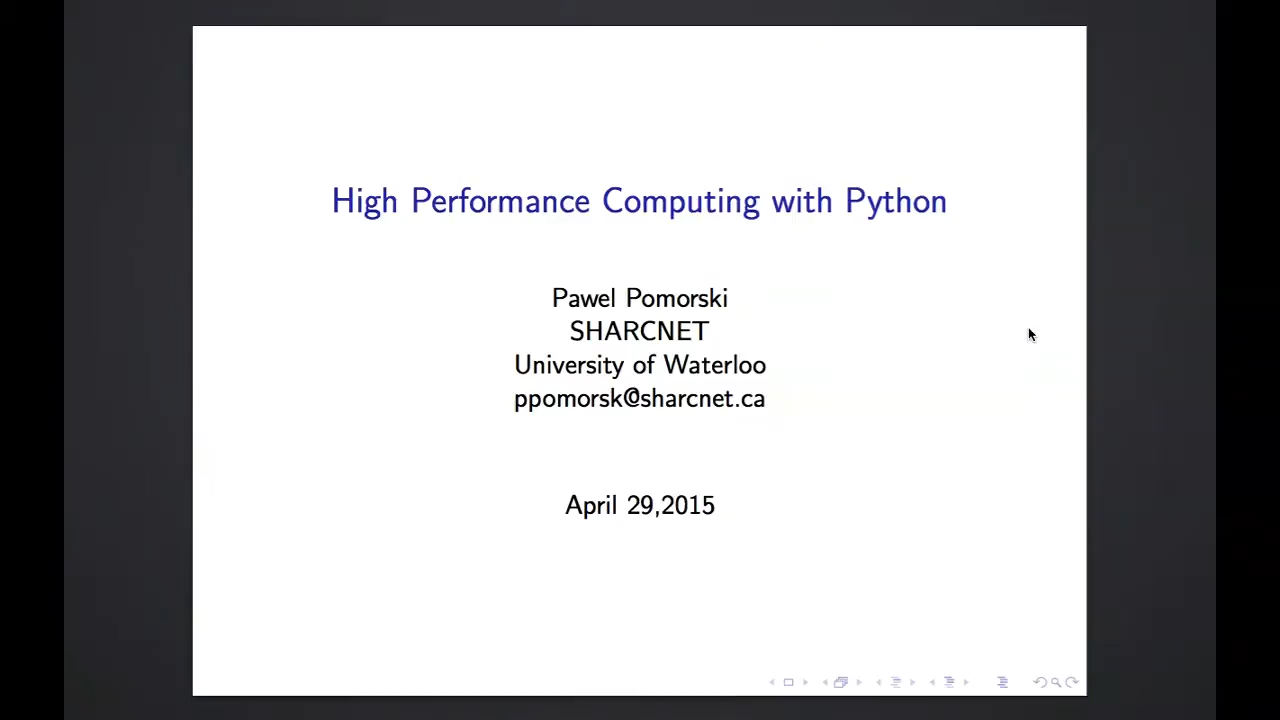 High Performance Computing with Python
Pawel Pomorski
SHARCNET
University of Waterloo
ppomorsk@sharcnet.ca
April 29,2015